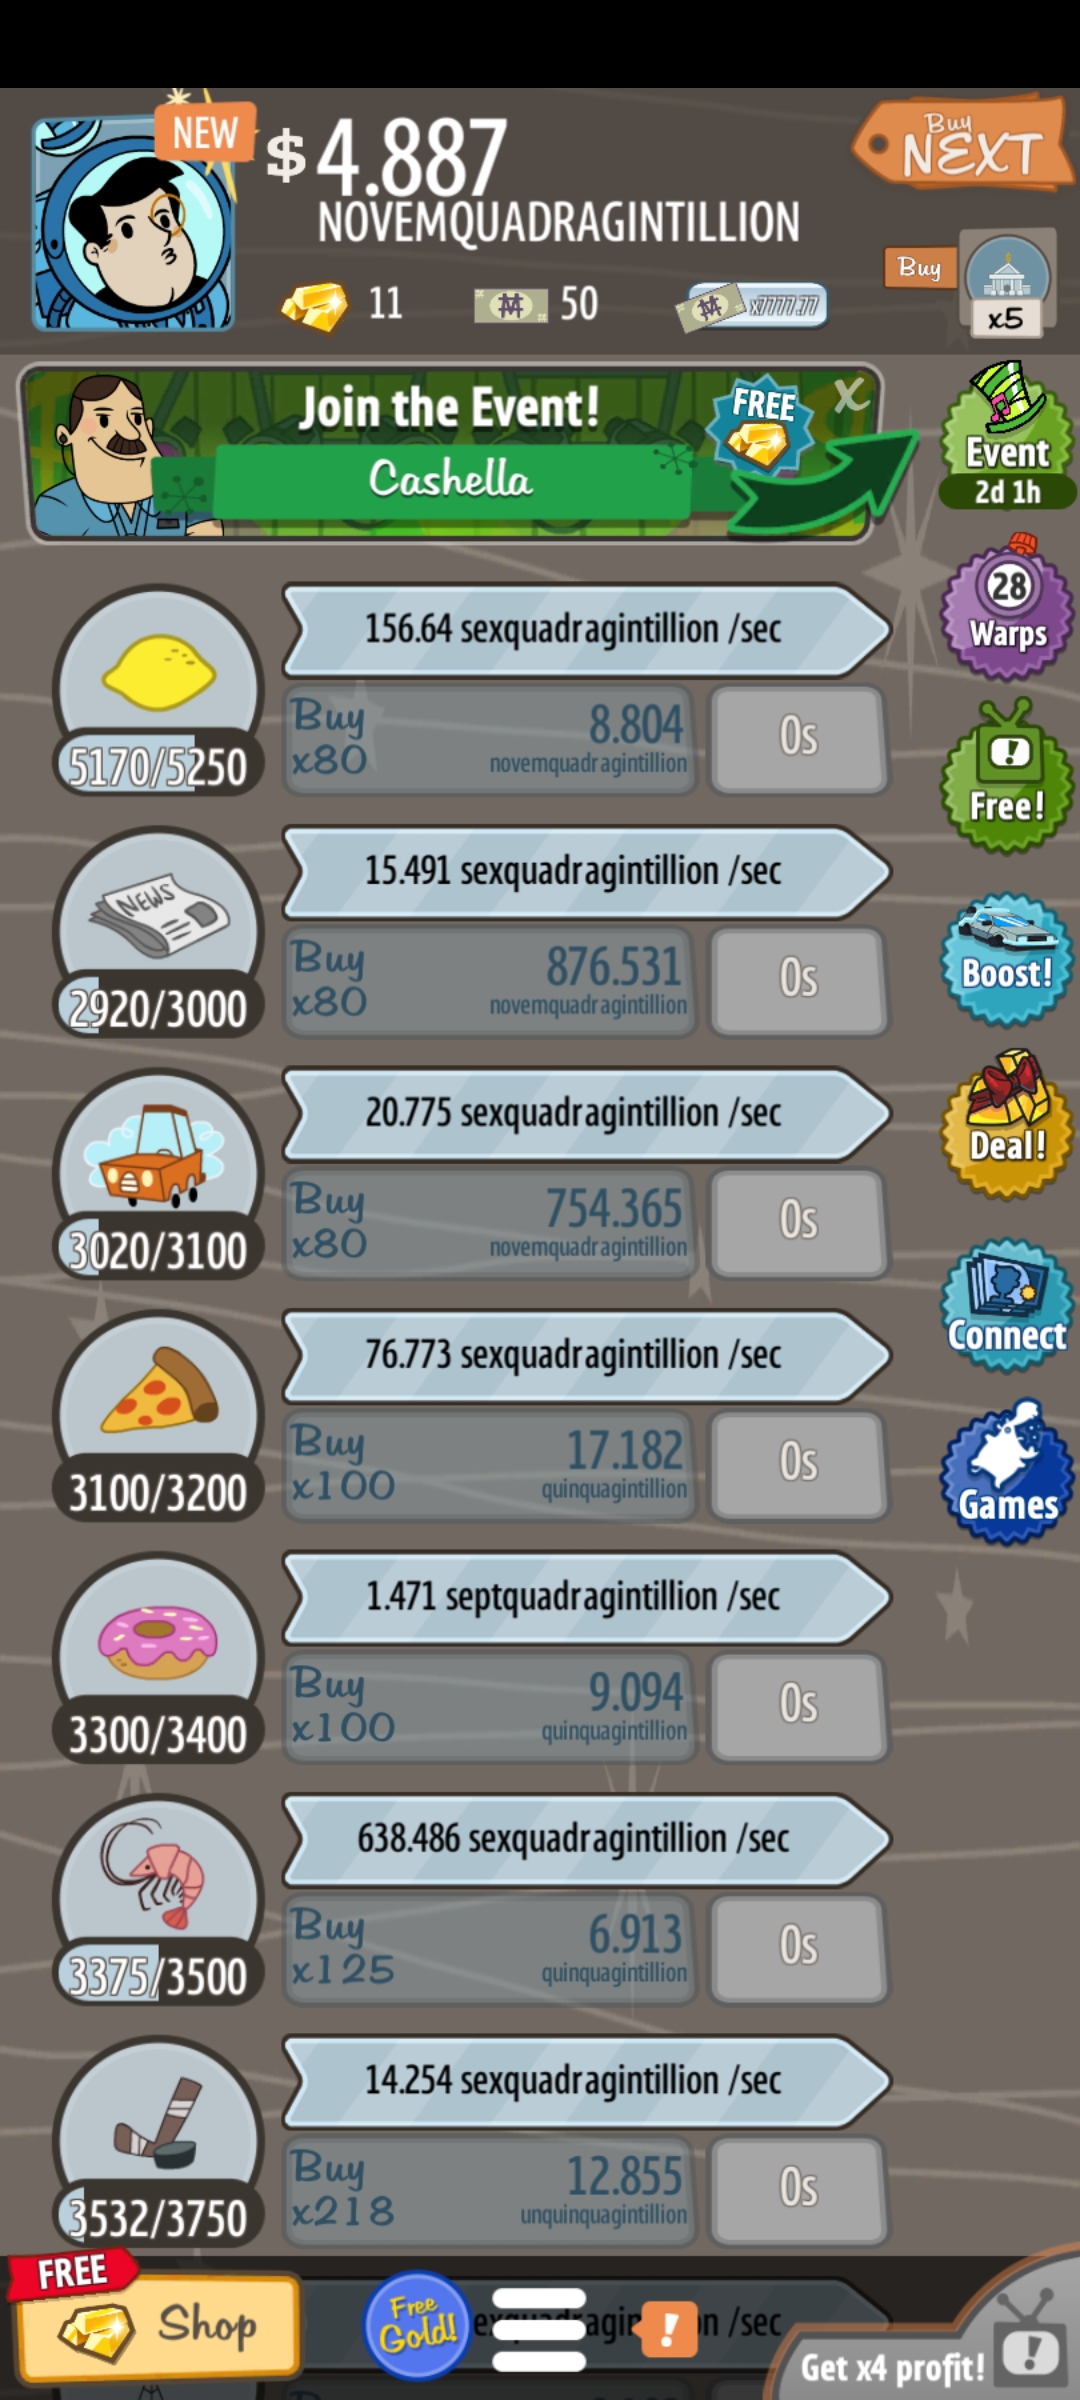 NEW
$ 4.887
NOVEMQUADRAGINTILLION
11
50
x7777.77
Buy
NEXT
Buy
x5
Join the Event!
Cashella
FREE
X
Event
2d 1h
28
Warps
!
Free!
Boost!
Deal!
Connect
Games
156.64 sexquadragintillion /sec
5170/5250
Buy
x80
8.804
novemquadragintillion
0s
NEWS
15.491 sexquadragintillion /sec
2920/3000
Buy
x80
876.531
novemquadragintillion
0s
20.775 sexquadragintillion /sec
3020/3100
Buy
x80
754.365
novemquadragintillion
0s
76.773 sexquadragintillion /sec
3100/3200
Buy
x100
17.182
quinquagintillion
0s
1.471 septquadragintillion /sec
3300/3400
Buy
x100
9.094
quinquagintillion
0s
638.486 sexquadragintillion /sec
3375/3500
Buy
x125
6.913
quinquagintillion
0s
14.254 sexquadragintillion /sec
3532/3750
Buy
x218
12.855
unquinquagintillion
0s
FREE
Shop
Free
Gold!
!
/sec
Get x4 profit!
!